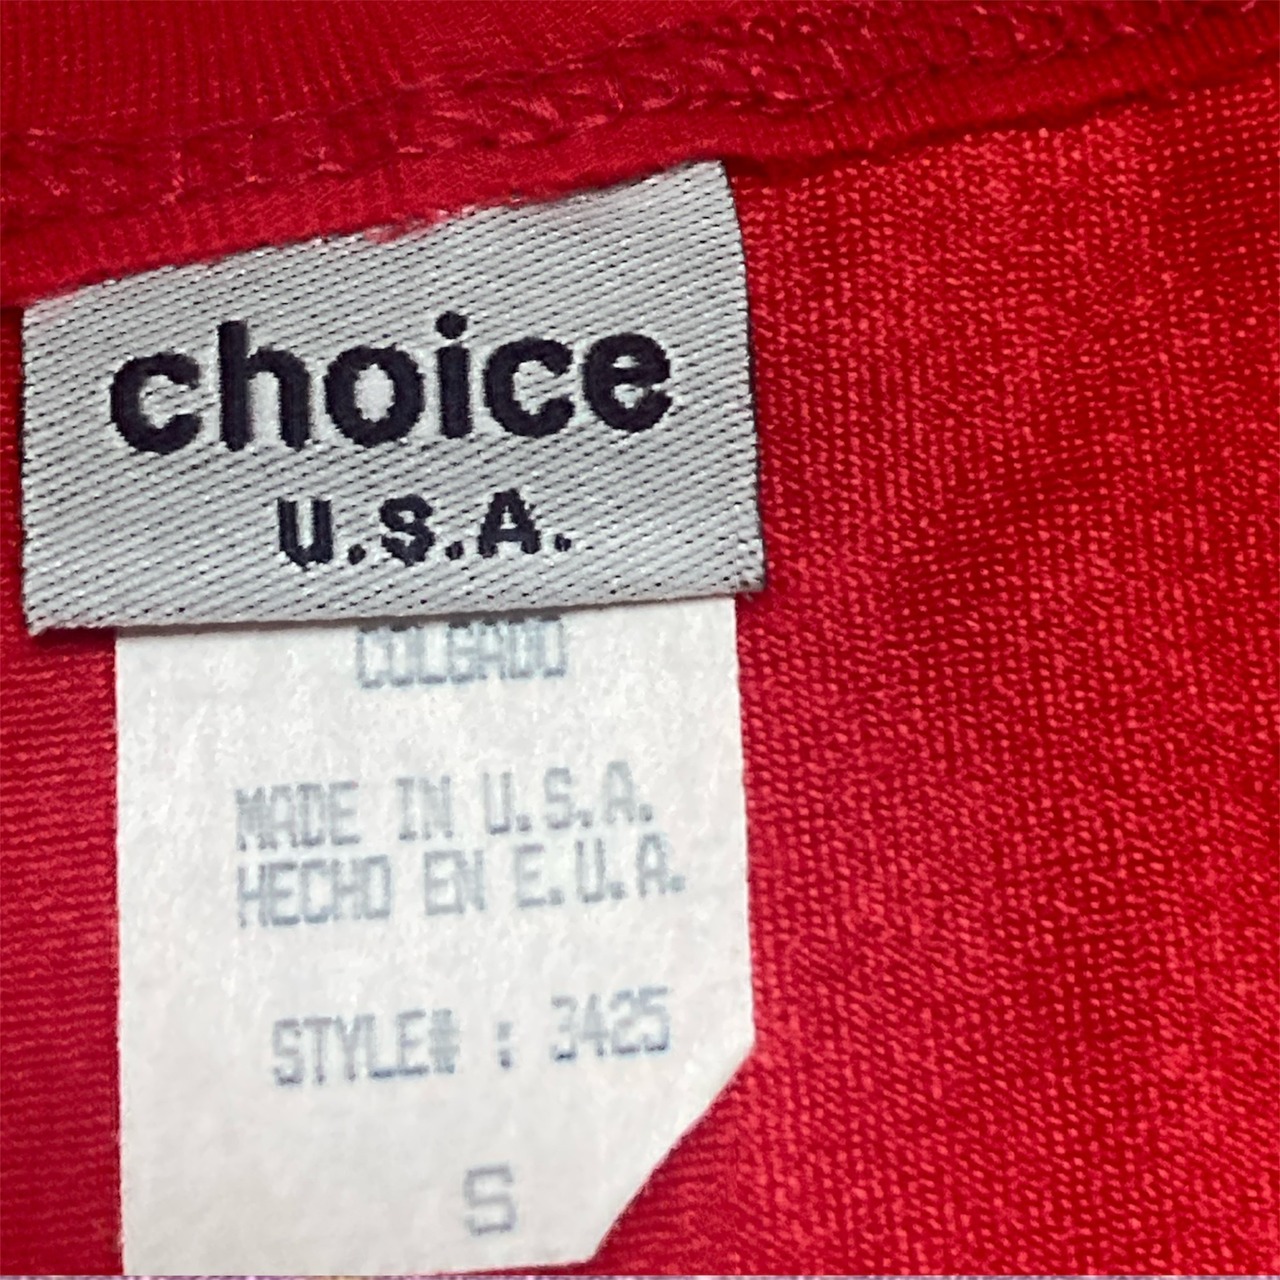 choice
U.S.A.
COLGADO
MADE IN U.S.A.
HECHO EN E.U.A.
STYLE# : 3425
S